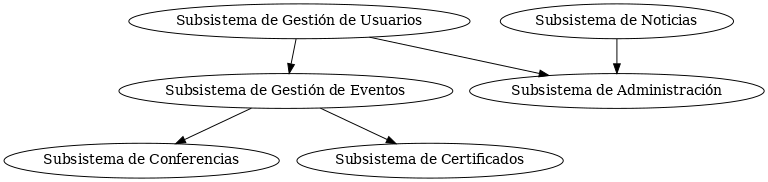 Subsistema de Gestión de Usuarios
Subsistema de Noticias
Subsistema de Gestión de Eventos
Subsistema de Administración
Subsistema de Conferencias
Subsistema de Certificados